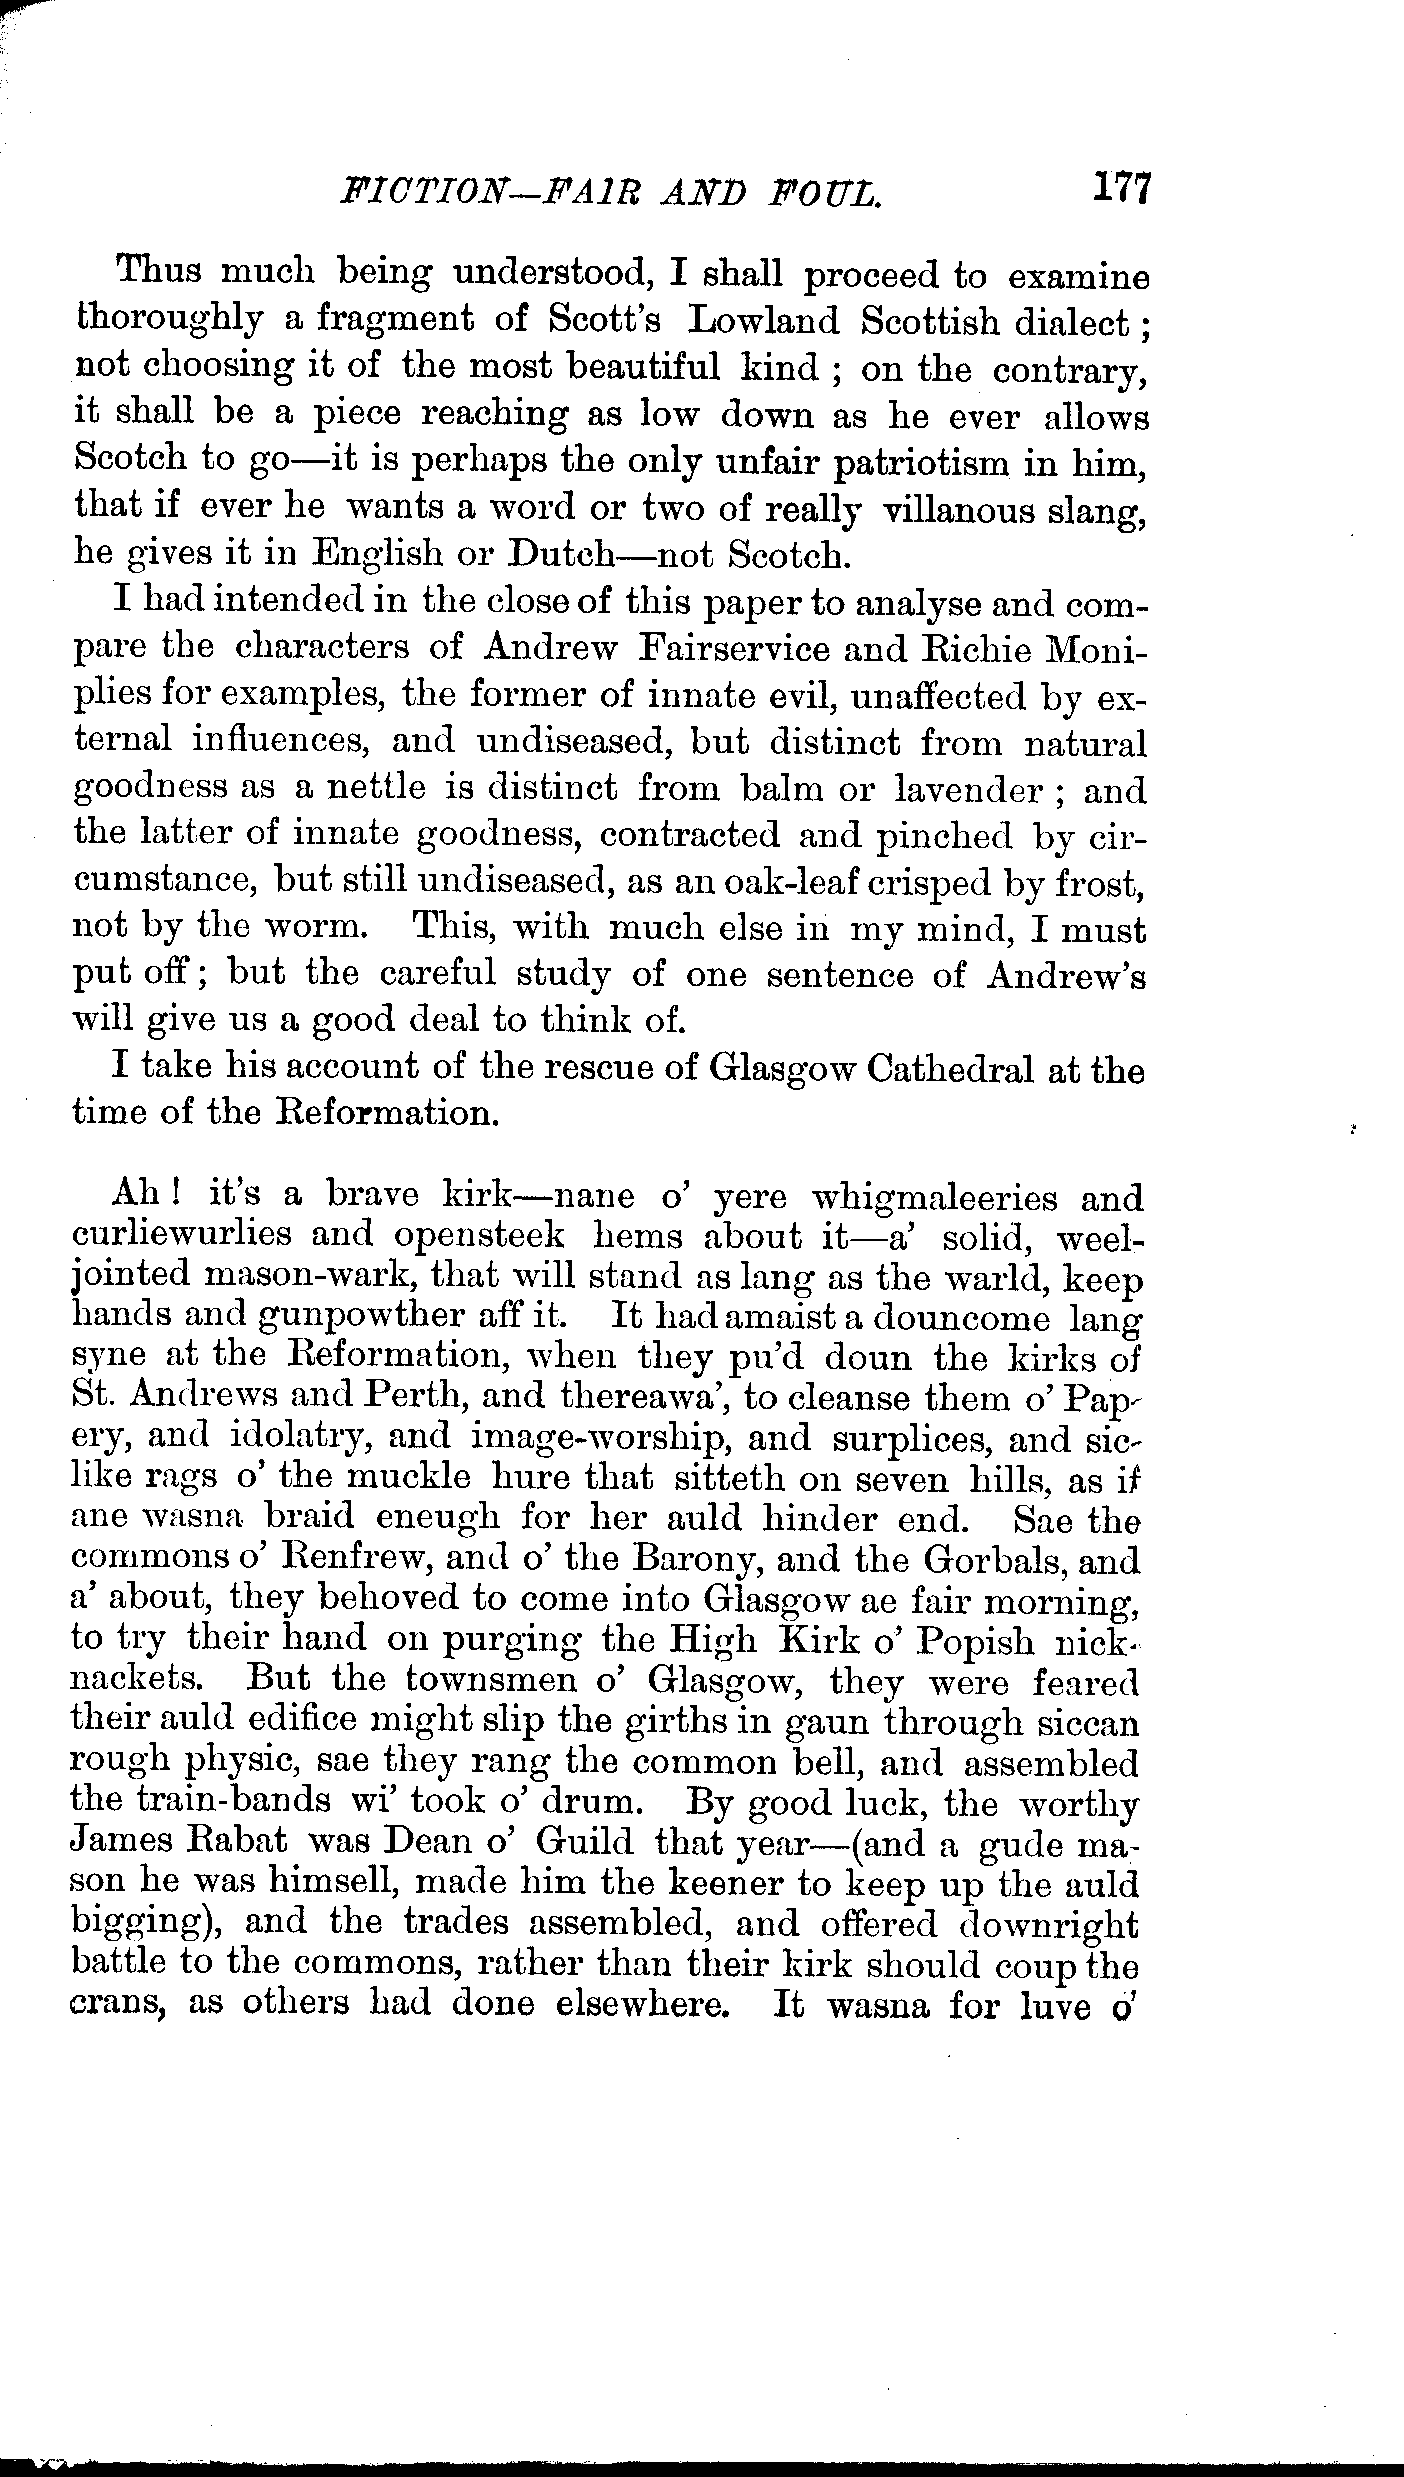 FICTION—FAIR AND FOUL. 177
Thus much being understood, I shall proceed to examine
thoroughly a fragment of Scott's Lowland Scottish dialect ;
not choosing it of the most beautiful kind ; on the contrary,
it shall be a piece reaching as low down as he ever allows
Scotch to go—it is perhaps the only unfair patriotism in him,
that if ever he wants a word or two of really villanous slang,
he gives it in English or Dutch—not Scotch.
I had intended in the close of this paper to analyse and com-
pare the characters of Andrew Fairservice and Richie Moni-
plies for examples, the former of innate evil, unaffected by ex-
ternal influences, and undiseased, but distinct from natural
goodness as a nettle is distinct from balm or lavender ; and
the latter of innate goodness, contracted and pinched by cir-
cumstance, but still undiseased, as an oak-leaf crisped by frost,
not by the worm. This, with much else in my mind, I must
put off ; but the careful study of one sentence of Andrew's
will give us a good deal to think of.
I take his account of the rescue of Glasgow Cathedral at the
time of the Reformation.
Ah ! it's a brave kirk—nane o' yere whigmaleeries and
curliewurlies and opensteek hems about it—a' solid, weel-
jointed mason-wark, that will stand as lang as the warld, keep
hands and gunpowther aff it. It had amaist a douncome lang
syne at the Reformation, when they pu'd doun the kirks of
St. Andrews and Perth, and thereawa', to cleanse them o' Pap-
ery, and idolatry, and image-worship, and surplices, and sic-
like rags o' the muckle hure that sitteth on seven hills, as if
ane wasna braid eneugh for her auld hinder end. Sae the
commons o' Renfrew, and o' the Barony, and the Gorbals, and
a' about, they behoved to come into Glasgow ae fair morning,
to try their hand on purging the High Kirk o' Popish nick-
nackets. But the townsmen o' Glasgow, they were feared
their auld edifice might slip the girths in gaun through siccan
rough physic, sae they rang the common bell, and assembled
the train-bands wi' took o' drum. By good luck, the worthy
James Rabat was Dean o' Guild that year—(and a gude ma-
son he was himsell, made him the keener to keep up the auld
bigging), and the trades assembled, and offered downright
battle to the commons, rather than their kirk should coup the
crans, as others had done elsewhere. It wasna for luve o'